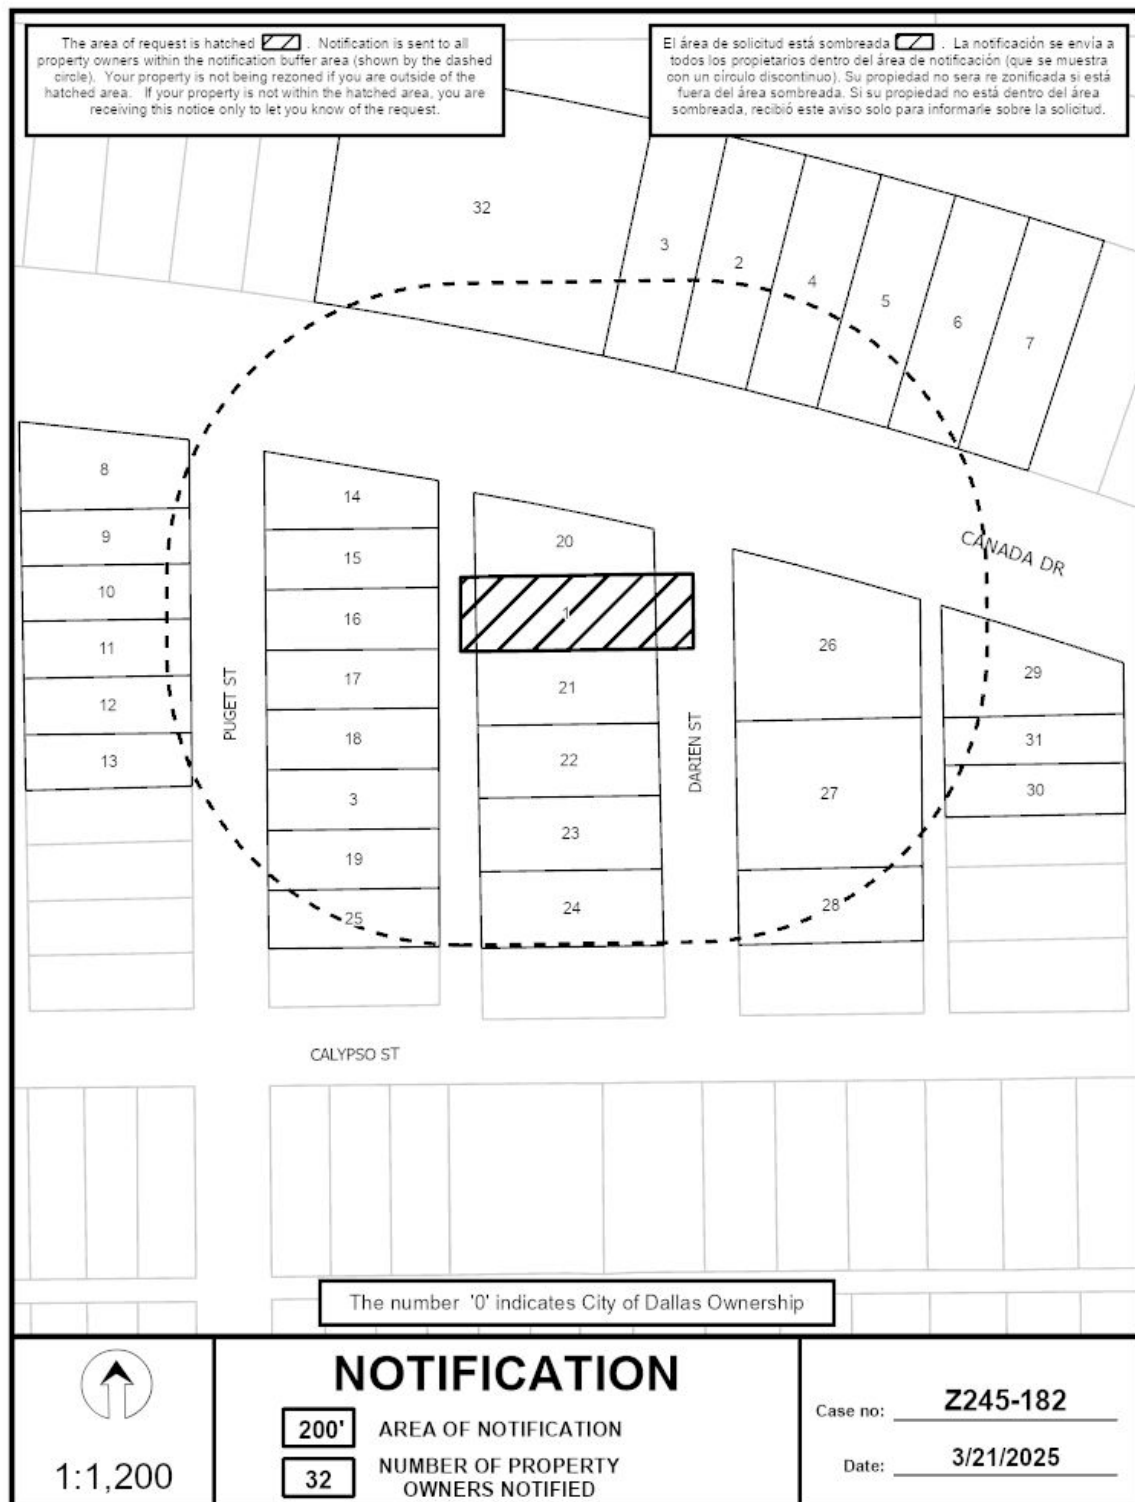 The area of request is hatched . Notification is sent to all
property owners within the notification buffer area (shown by the dashed
circle). Your property is not being rezoned if you are outside of the
hatched area. If your property is not within the hatched area, you are
receiving this notice only to let you know of the request.
El área de solicitud está sombreada . La notificación se envía a
todos los propietarios dentro del área de notificación (que se muestra
con un círculo discontinuo). Su propiedad no sera re zonificada si está
fuera del área sombreada. Si su propiedad no está dentro del área
sombreada, recibió este aviso solo para informarle sobre la solicitud.
32
3
2
4
5
6
7
8
9
10
11
12
13
PUGET ST
14
15
16
17
18
3
19
25
20
1
21
22
23
24
DARIEN ST
CANADA DR
26
27
28
29
31
30
CALYPSO ST
The number '0' indicates City of Dallas Ownership
1:1,200
NOTIFICATION
200' AREA OF NOTIFICATION
32 NUMBER OF PROPERTY
OWNERS NOTIFIED
Case no: Z245-182
Date: 3/21/2025